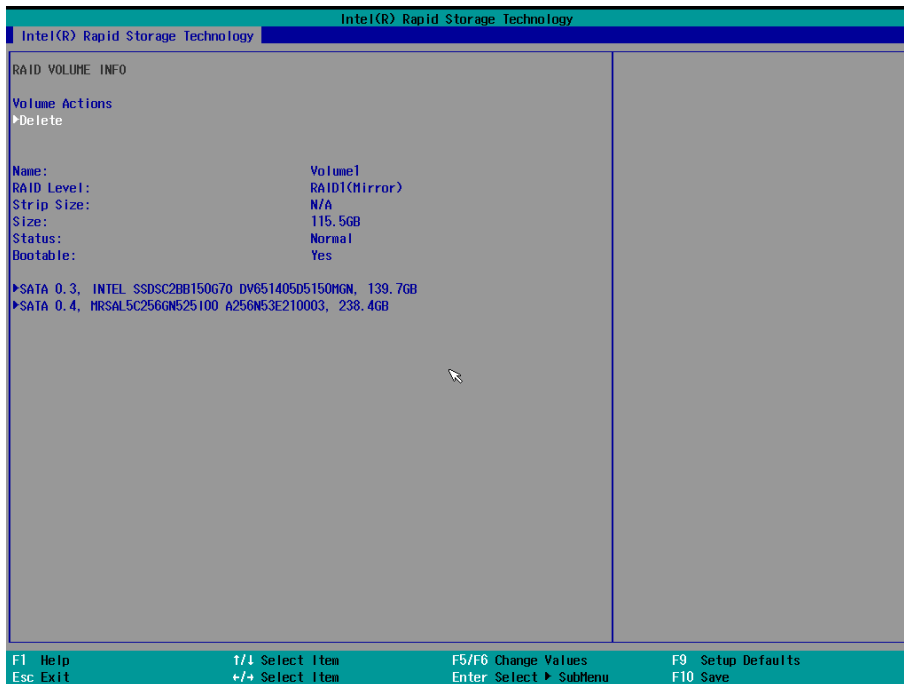 Intel(R) Rapid Storage Technology
Intel(R) Rapid Storage Technology
RAID VOLUME INFO
Volume Actions
▶Delete
Name: Volume1
RAID Level: RAID1(Mirror)
Strip Size: N/A
Size: 115.5GB
Status: Normal
Bootable: Yes
▶SATA 0.3, INTEL SSDSC2BB150G70 DV651405D5150MGN, 139.7GB
▶SATA 0.4, MRSAL5C256GN525I00 A256N53E210003, 238.4GB
F1 Help ↑/↓ Select Item F5/F6 Change Values F9 Setup Defaults
Esc Exit ←/→ Select Item Enter Select ▶ SubMenu F10 Save